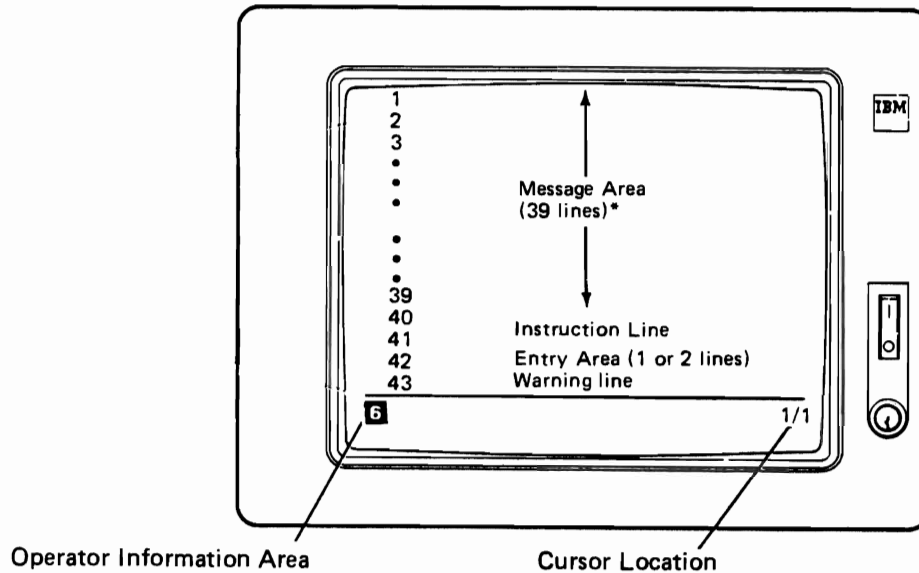 1
IBM
2
3
•
•
Message Area
•
(39 lines)*
•
•
•
39
40
Instruction Line
41
42 Entry Area (1 or 2 lines)
43 Warning line
6 1/1
Operator Information Area Cursor Location